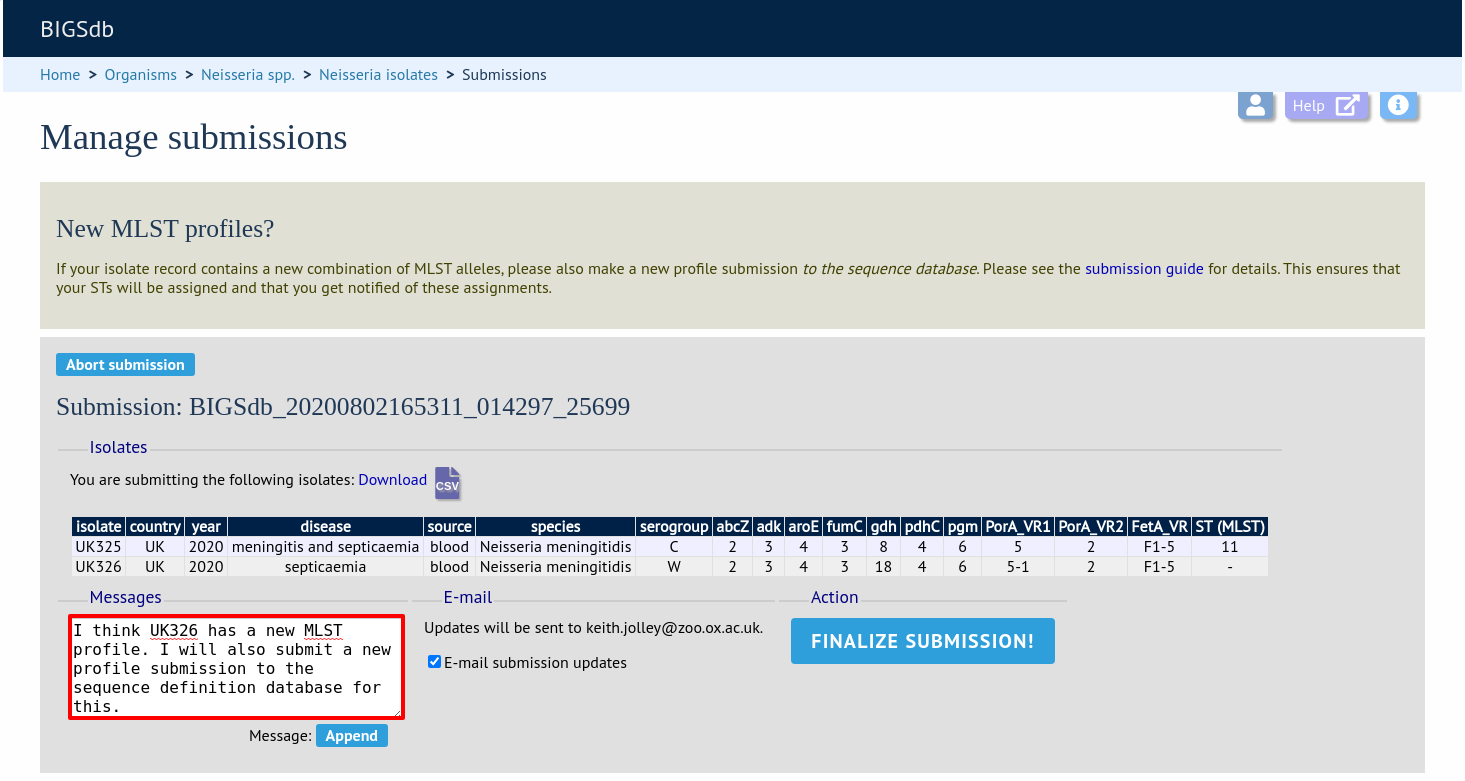 BIGSdb
Home > Organisms > Neisseria spp. > Neisseria isolates > Submissions
Help
Manage submissions
New MLST profiles?
If your isolate record contains a new combination of MLST alleles, please also make a new profile submission to the sequence database. Please see the submission guide for details. This ensures that
your STs will be assigned and that you get notified of these assignments.
Abort submission
Submission: BIGSdb_20200802165311_014297_25699
Isolates
You are submitting the following isolates: Download CSV
isolate country year disease source species serogroup abcZ adk aroE fumC gdh pdhC pgm PorA_VR1 PorA_VR2 FetA_VR ST (MLST)
UK325 UK 2020 meningitis and septicaemia blood Neisseria meningitidis C 2 3 4 3 8 4 6 5 2 F1-5 11
UK326 UK 2020 septicaemia blood Neisseria meningitidis W 2 3 4 3 18 4 6 5-1 2 F1-5 -
Messages
I think UK326 has a new MLST
profile. I will also submit a new
profile submission to the
sequence definition database for
this.
Message: Append
E-mail
Updates will be sent to keith.jolley@zoo.ox.ac.uk.
E-mail submission updates
Action
FINALIZE SUBMISSION!